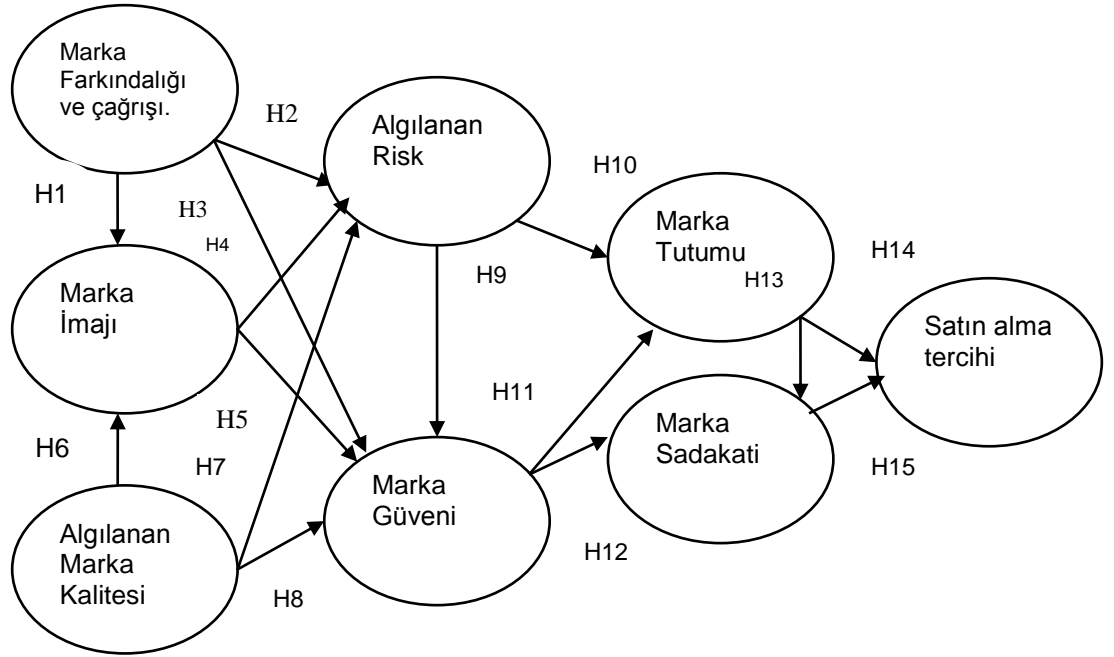 Marka
Farkındalığı
ve çağrışı.
H2
Algılanan
Risk
H10
H1
H3
H4
Marka
Tutumu
H13
H14
Marka
İmajı
H9
Satın alma
tercihi
H11
H5
H6
H7
Marka
Güveni
Marka
Sadakati
H15
Algılanan
Marka
Kalitesi
H8
H12